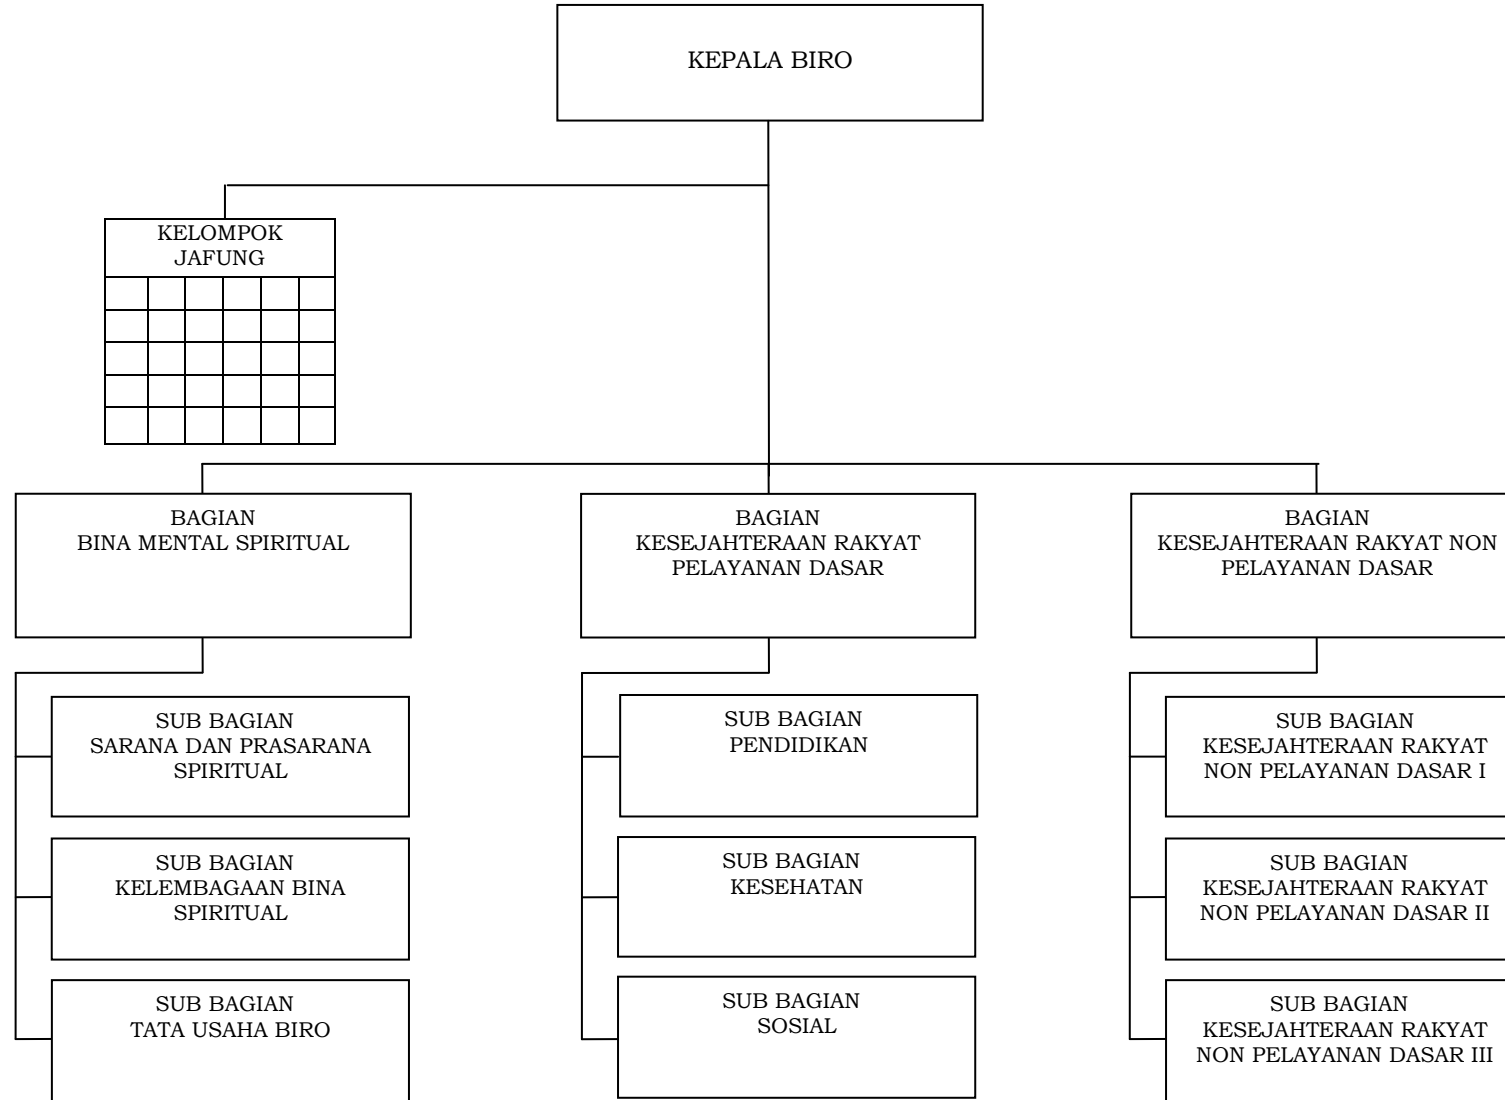 KEPALA BIRO
KELOMPOK
JAFUNG
BAGIAN
BINA MENTAL SPIRITUAL
BAGIAN
KESEJAHTERAAN RAKYAT
PELAYANAN DASAR
BAGIAN
KESEJAHTERAAN RAKYAT NON
PELAYANAN DASAR
SUB BAGIAN
SARANA DAN PRASARANA
SPIRITUAL
SUB BAGIAN
PENDIDIKAN
SUB BAGIAN
KESEJAHTERAAN RAKYAT
NON PELAYANAN DASAR I
SUB BAGIAN
KELEMBAGAAN BINA
SPIRITUAL
SUB BAGIAN
KESEHATAN
SUB BAGIAN
KESEJAHTERAAN RAKYAT
NON PELAYANAN DASAR II
SUB BAGIAN
TATA USAHA BIRO
SUB BAGIAN
SOSIAL
SUB BAGIAN
KESEJAHTERAAN RAKYAT
NON PELAYANAN DASAR III